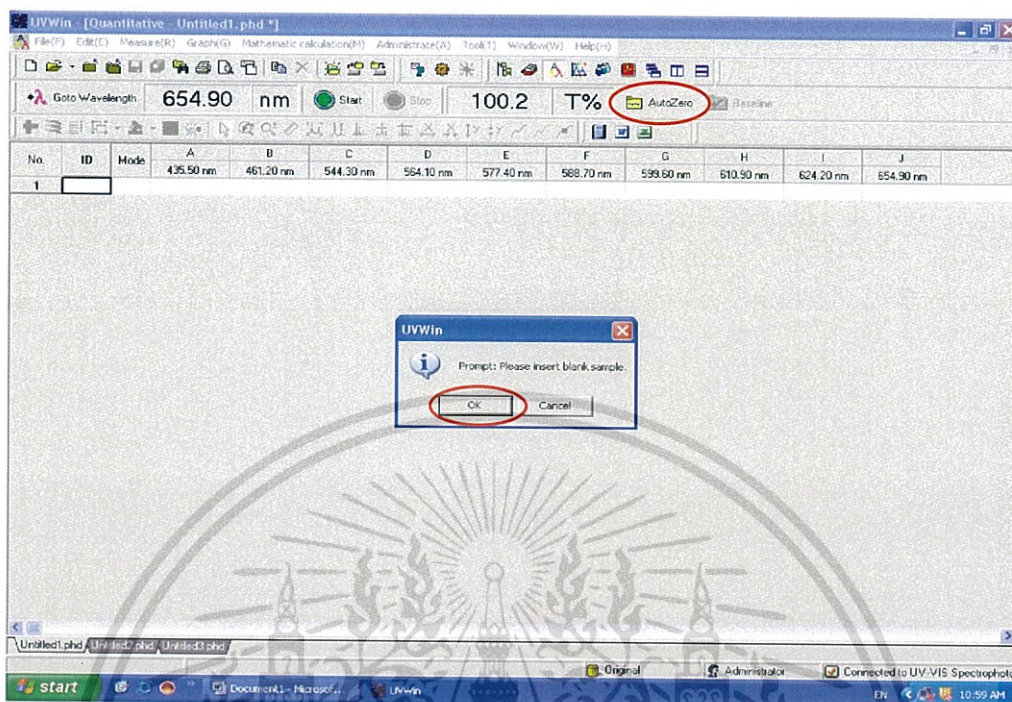 UVWin - [Quantitative - Untitled1.phd *]
File(F) Edit(E) Measure(R) Graph(G) Mathematic calculation(M) Administrate(A) Tool(T) Window(W) Help(H)
Goto Wavelength 654.90 nm Start Stop 100.2 T% AutoZero Baseline
No. ID Mode A B C D E F G H I J
435.50 nm 461.20 nm 544.30 nm 564.10 nm 577.40 nm 588.70 nm 599.60 nm 610.90 nm 624.20 nm 654.90 nm
1
UVWin
Prompt: Please insert blank sample.
OK Cancel
Untitled1.phd Untitled2.phd Untitled3.phd
Original Administrator Connected to UV-VIS Spectrophoto
start Document1 - Microsof... UVWin EN 10:59 AM